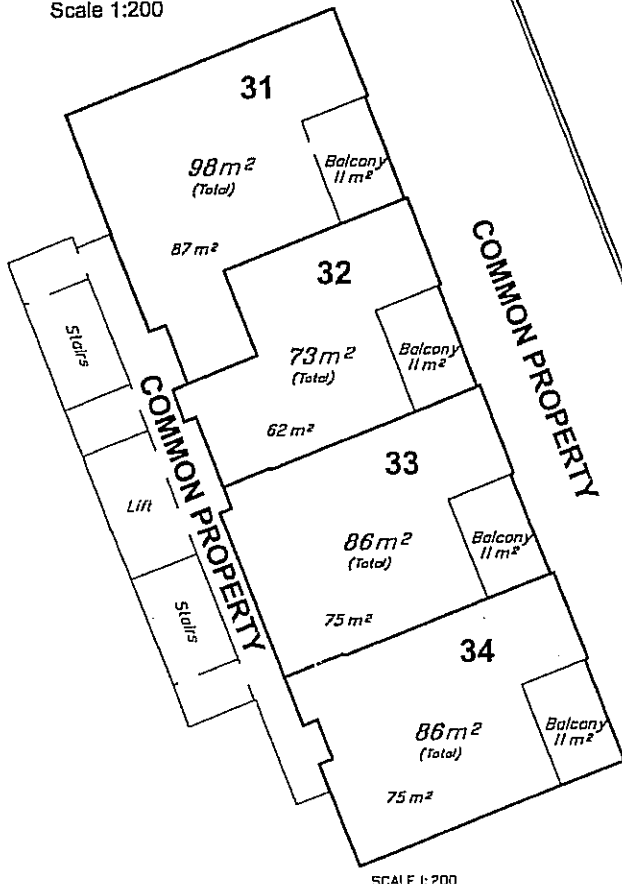 Scale 1:200
31
98m²
(Total)
Balcony
11 m²
87 m²
32
73m²
(Total)
Balcony
11 m²
62 m²
COMMON PROPERTY
Stairs
COMMON PROPERTY
Lift
Stairs
33
86m²
(Total)
Balcony
11 m²
75 m²
34
86m²
(Total)
Balcony
11 m²
75 m²
SCALE 1:200